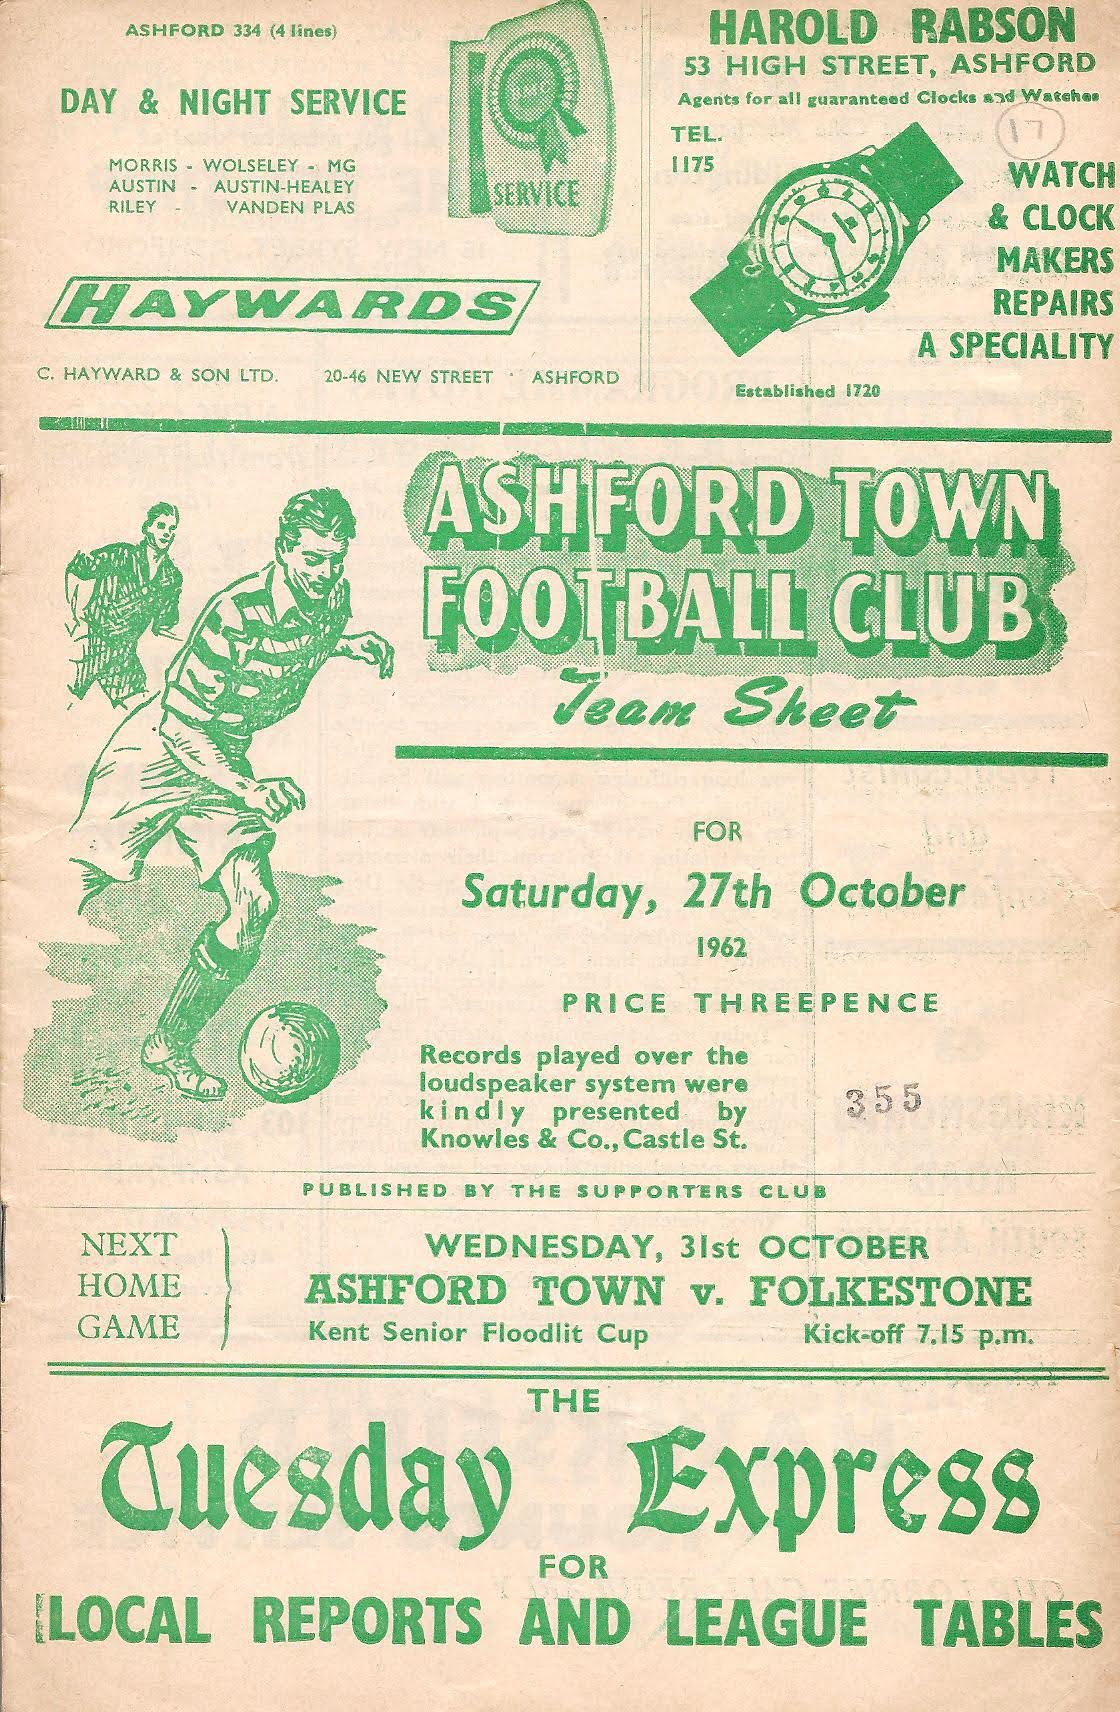 ASHFORD 334 (4 lines)
DAY & NIGHT SERVICE
MORRIS - WOLSELEY - MG
AUSTIN - AUSTIN-HEALEY
RILEY - VANDEN PLAS
SERVICE
HAYWARDS
C. HAYWARD & SON LTD. 20-46 NEW STREET · ASHFORD
HAROLD RABSON
53 HIGH STREET, ASHFORD
Agents for all guaranteed Clocks and Watches
17
TEL.
1175
WATCH
& CLOCK
MAKERS
REPAIRS
A SPECIALITY
Established 1720
ASHFORD TOWN
FOOTBALL CLUB
Team Sheet
FOR
Saturday, 27th October
1962
PRICE THREEPENCE
Records played over the
loudspeaker system were
kindly presented by
Knowles & Co., Castle St.
355
PUBLISHED BY THE SUPPORTERS CLUB
NEXT
HOME
GAME
WEDNESDAY, 31st OCTOBER
ASHFORD TOWN v. FOLKESTONE
Kent Senior Floodlit Cup Kick-off 7.15 p.m.
THE
Tuesday Express
FOR
LOCAL REPORTS AND LEAGUE TABLES